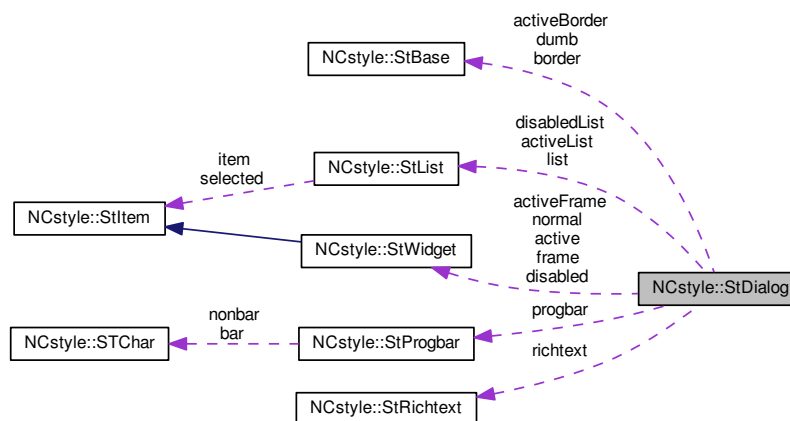 activeBorder
dumb
border
NCstyle::StBase
disabledList
activeList
list
item
selected
NCstyle::StList
activeFrame
normal
active
frame
disabled
NCstyle::StItem
NCstyle::StWidget
NCstyle::StDialog
nonbar
bar
progbar
NCstyle::STChar
NCstyle::StProgbar
richtext
NCstyle::StRichtext